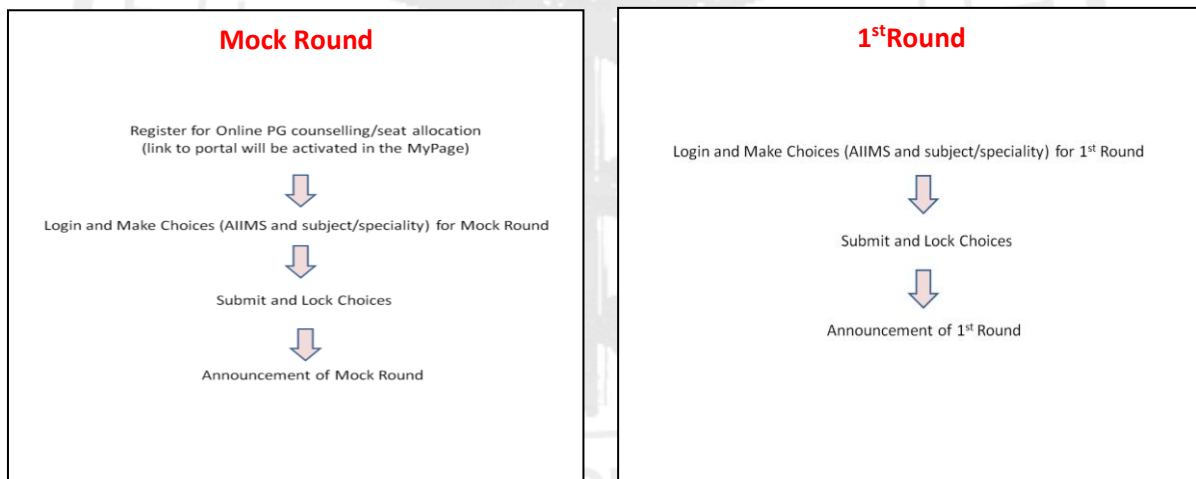 Mock Round
Register for Online PG counselling/seat allocation
(link to portal will be activated in the MyPage)
Login and Make Choices (AIIMS and subject/speciality) for Mock Round
Submit and Lock Choices
Announcement of Mock Round
1stRound
Login and Make Choices (AIIMS and subject/speciality) for 1st Round
Submit and Lock Choices
Announcement of 1st Round